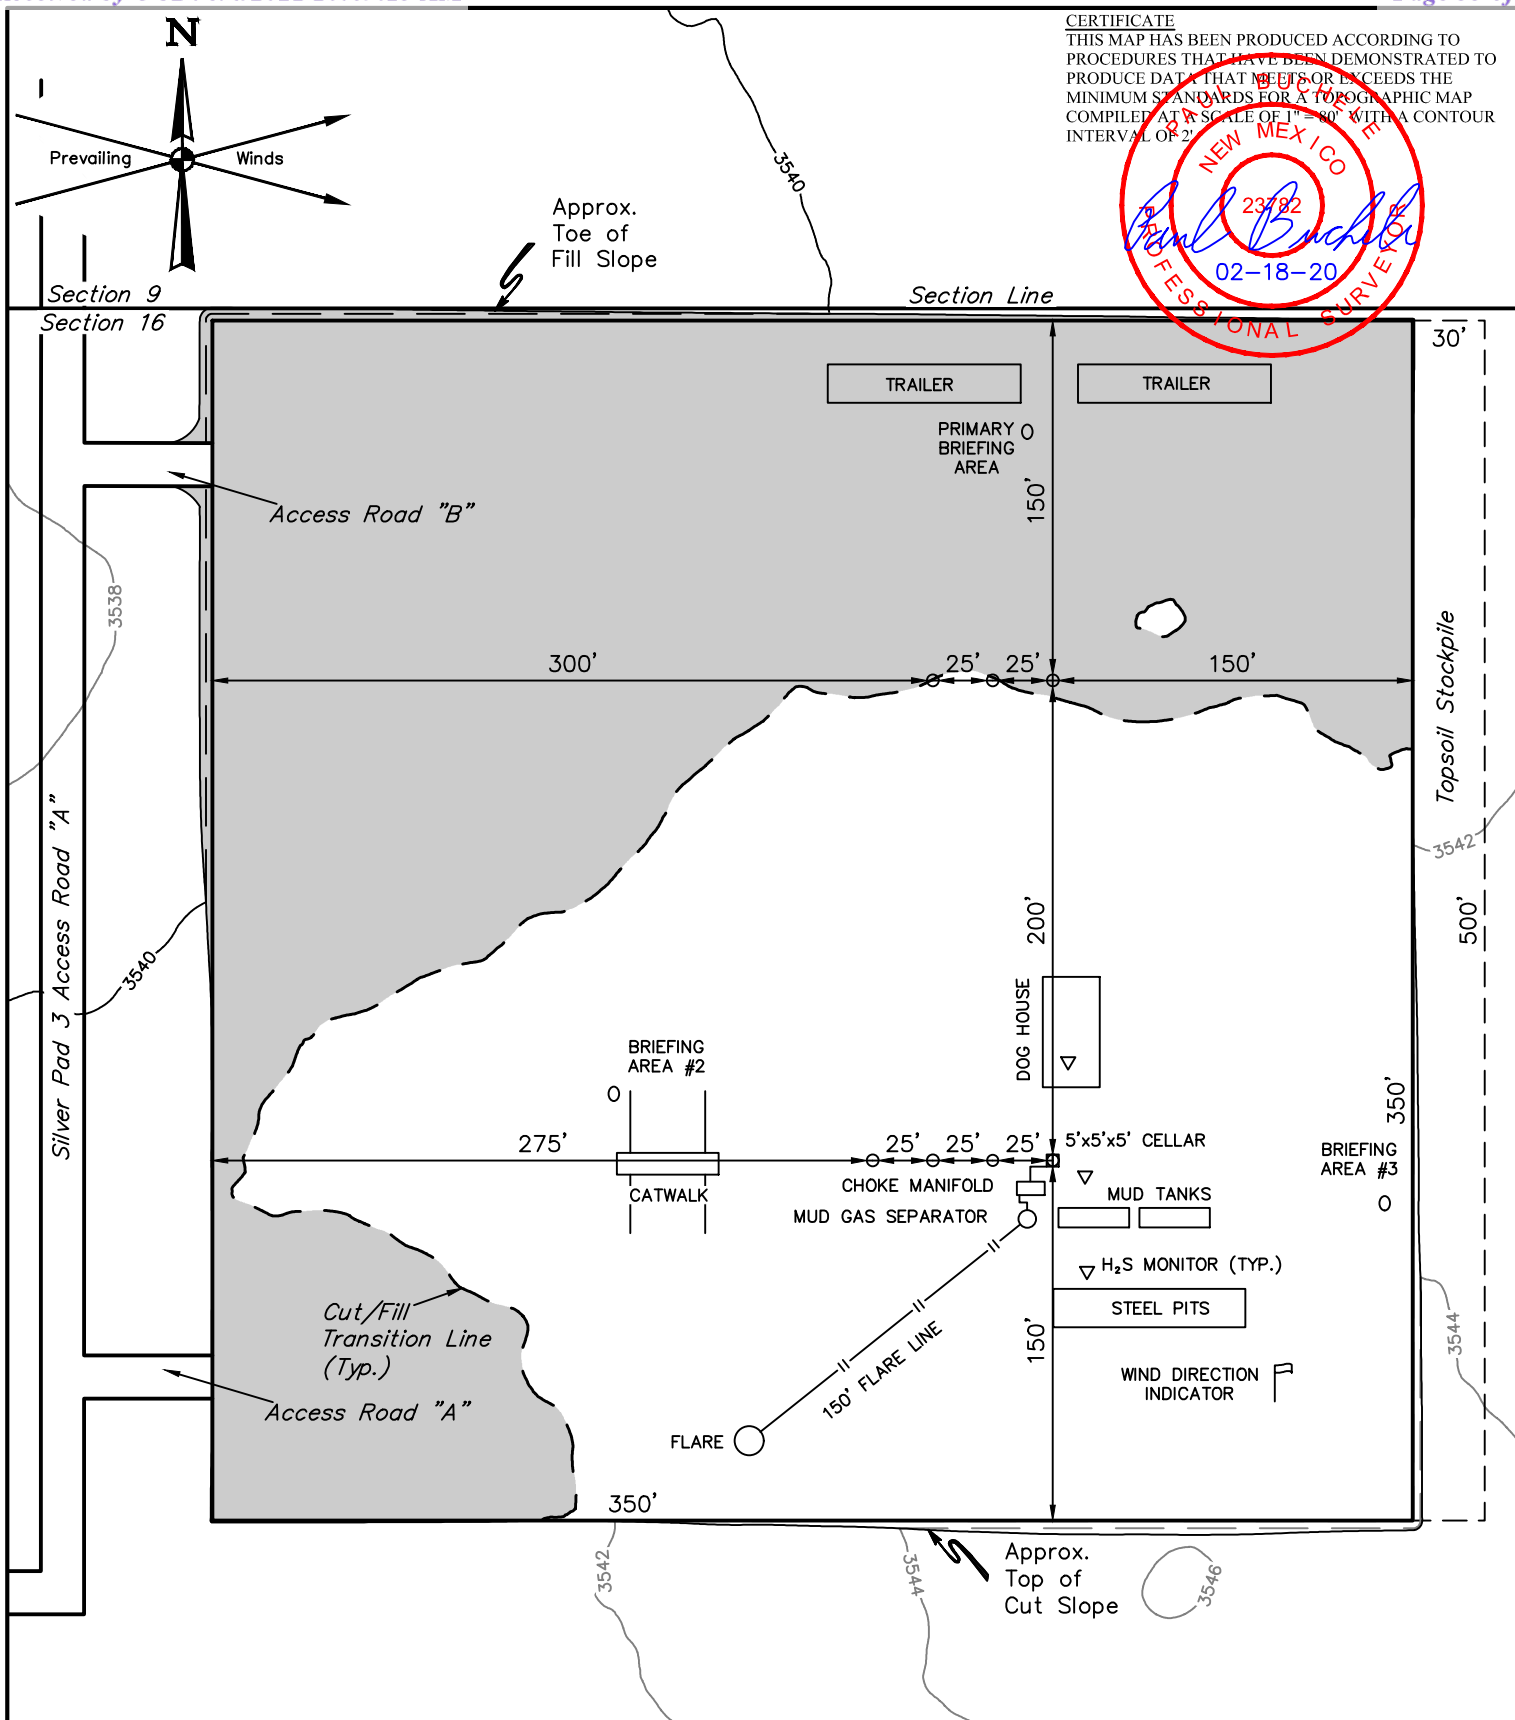 N
Prevailing Winds
CERTIFICATE
THIS MAP HAS BEEN PRODUCED ACCORDING TO
PROCEDURES THAT HAVE BEEN DEMONSTRATED TO
PRODUCE DATA THAT MEETS OR EXCEEDS THE
MINIMUM STANDARDS FOR A TOPOGRAPHIC MAP
COMPILED AT A SCALE OF 1" = 80' WITH A CONTOUR
INTERVAL OF 2'
PAUL BUCHELE
NEW MEXICO
23782
PROFESSIONAL SURVEYOR
Paul Buchele
02-18-20
3540
Approx.
Toe of
Fill Slope
Section 9
Section Line
Section 16
30'
TRAILER
TRAILER
PRIMARY
BRIEFING
AREA
150'
Access Road "B"
3538
300'
25'
25'
150'
Topsoil Stockpile
3542
500'
Silver Pad 3 Access Road "A"
3540
200'
DOG HOUSE
BRIEFING
AREA #2
350'
275'
25'
25'
25'
5'x5'x5' CELLAR
BRIEFING
AREA #3
CATWALK
CHOKE MANIFOLD
MUD TANKS
MUD GAS SEPARATOR
H₂S MONITOR (TYP.)
STEEL PITS
Cut/Fill
Transition Line
(Typ.)
150'
150' FLARE LINE
3544
WIND DIRECTION
INDICATOR
Access Road "A"
FLARE
350'
3542
3544
Approx.
Top of
Cut Slope
3546